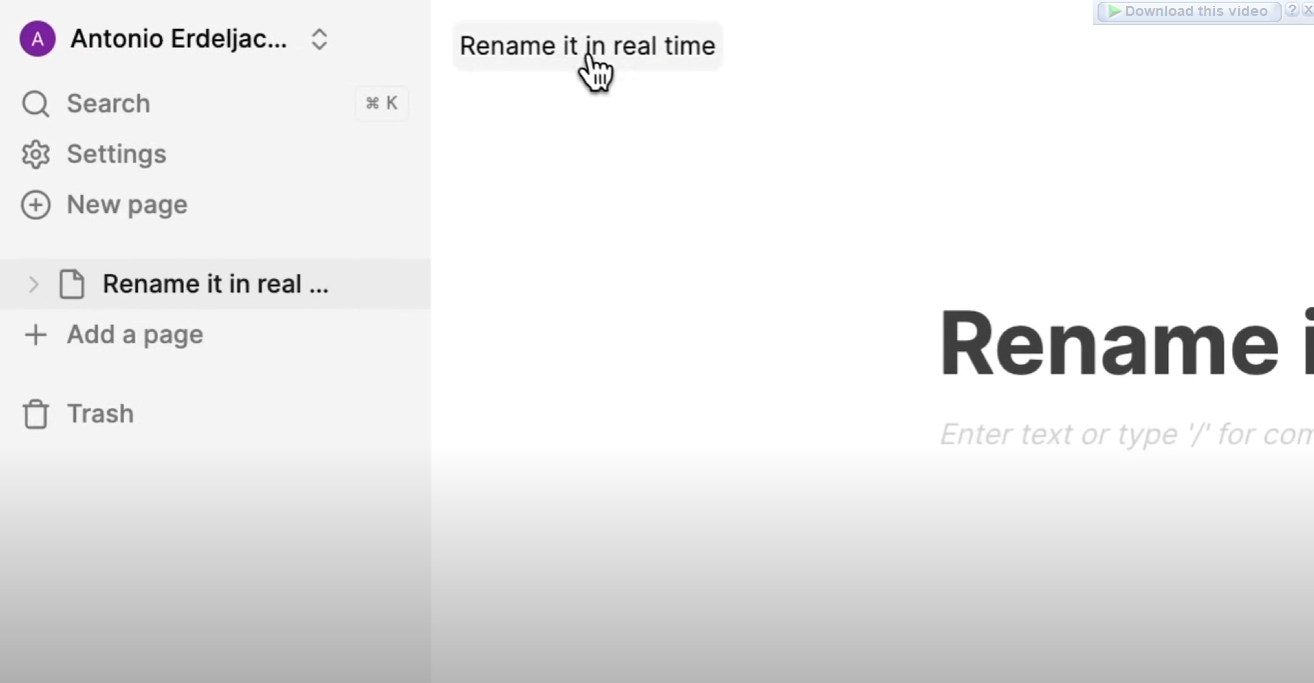 A Antonio Erdeljac...
Search ⌘ K
Settings
New page
Rename it in real ...
Add a page
Trash
Rename it in real time
Download this video ? X
Rename i
Enter text or type '/' for com